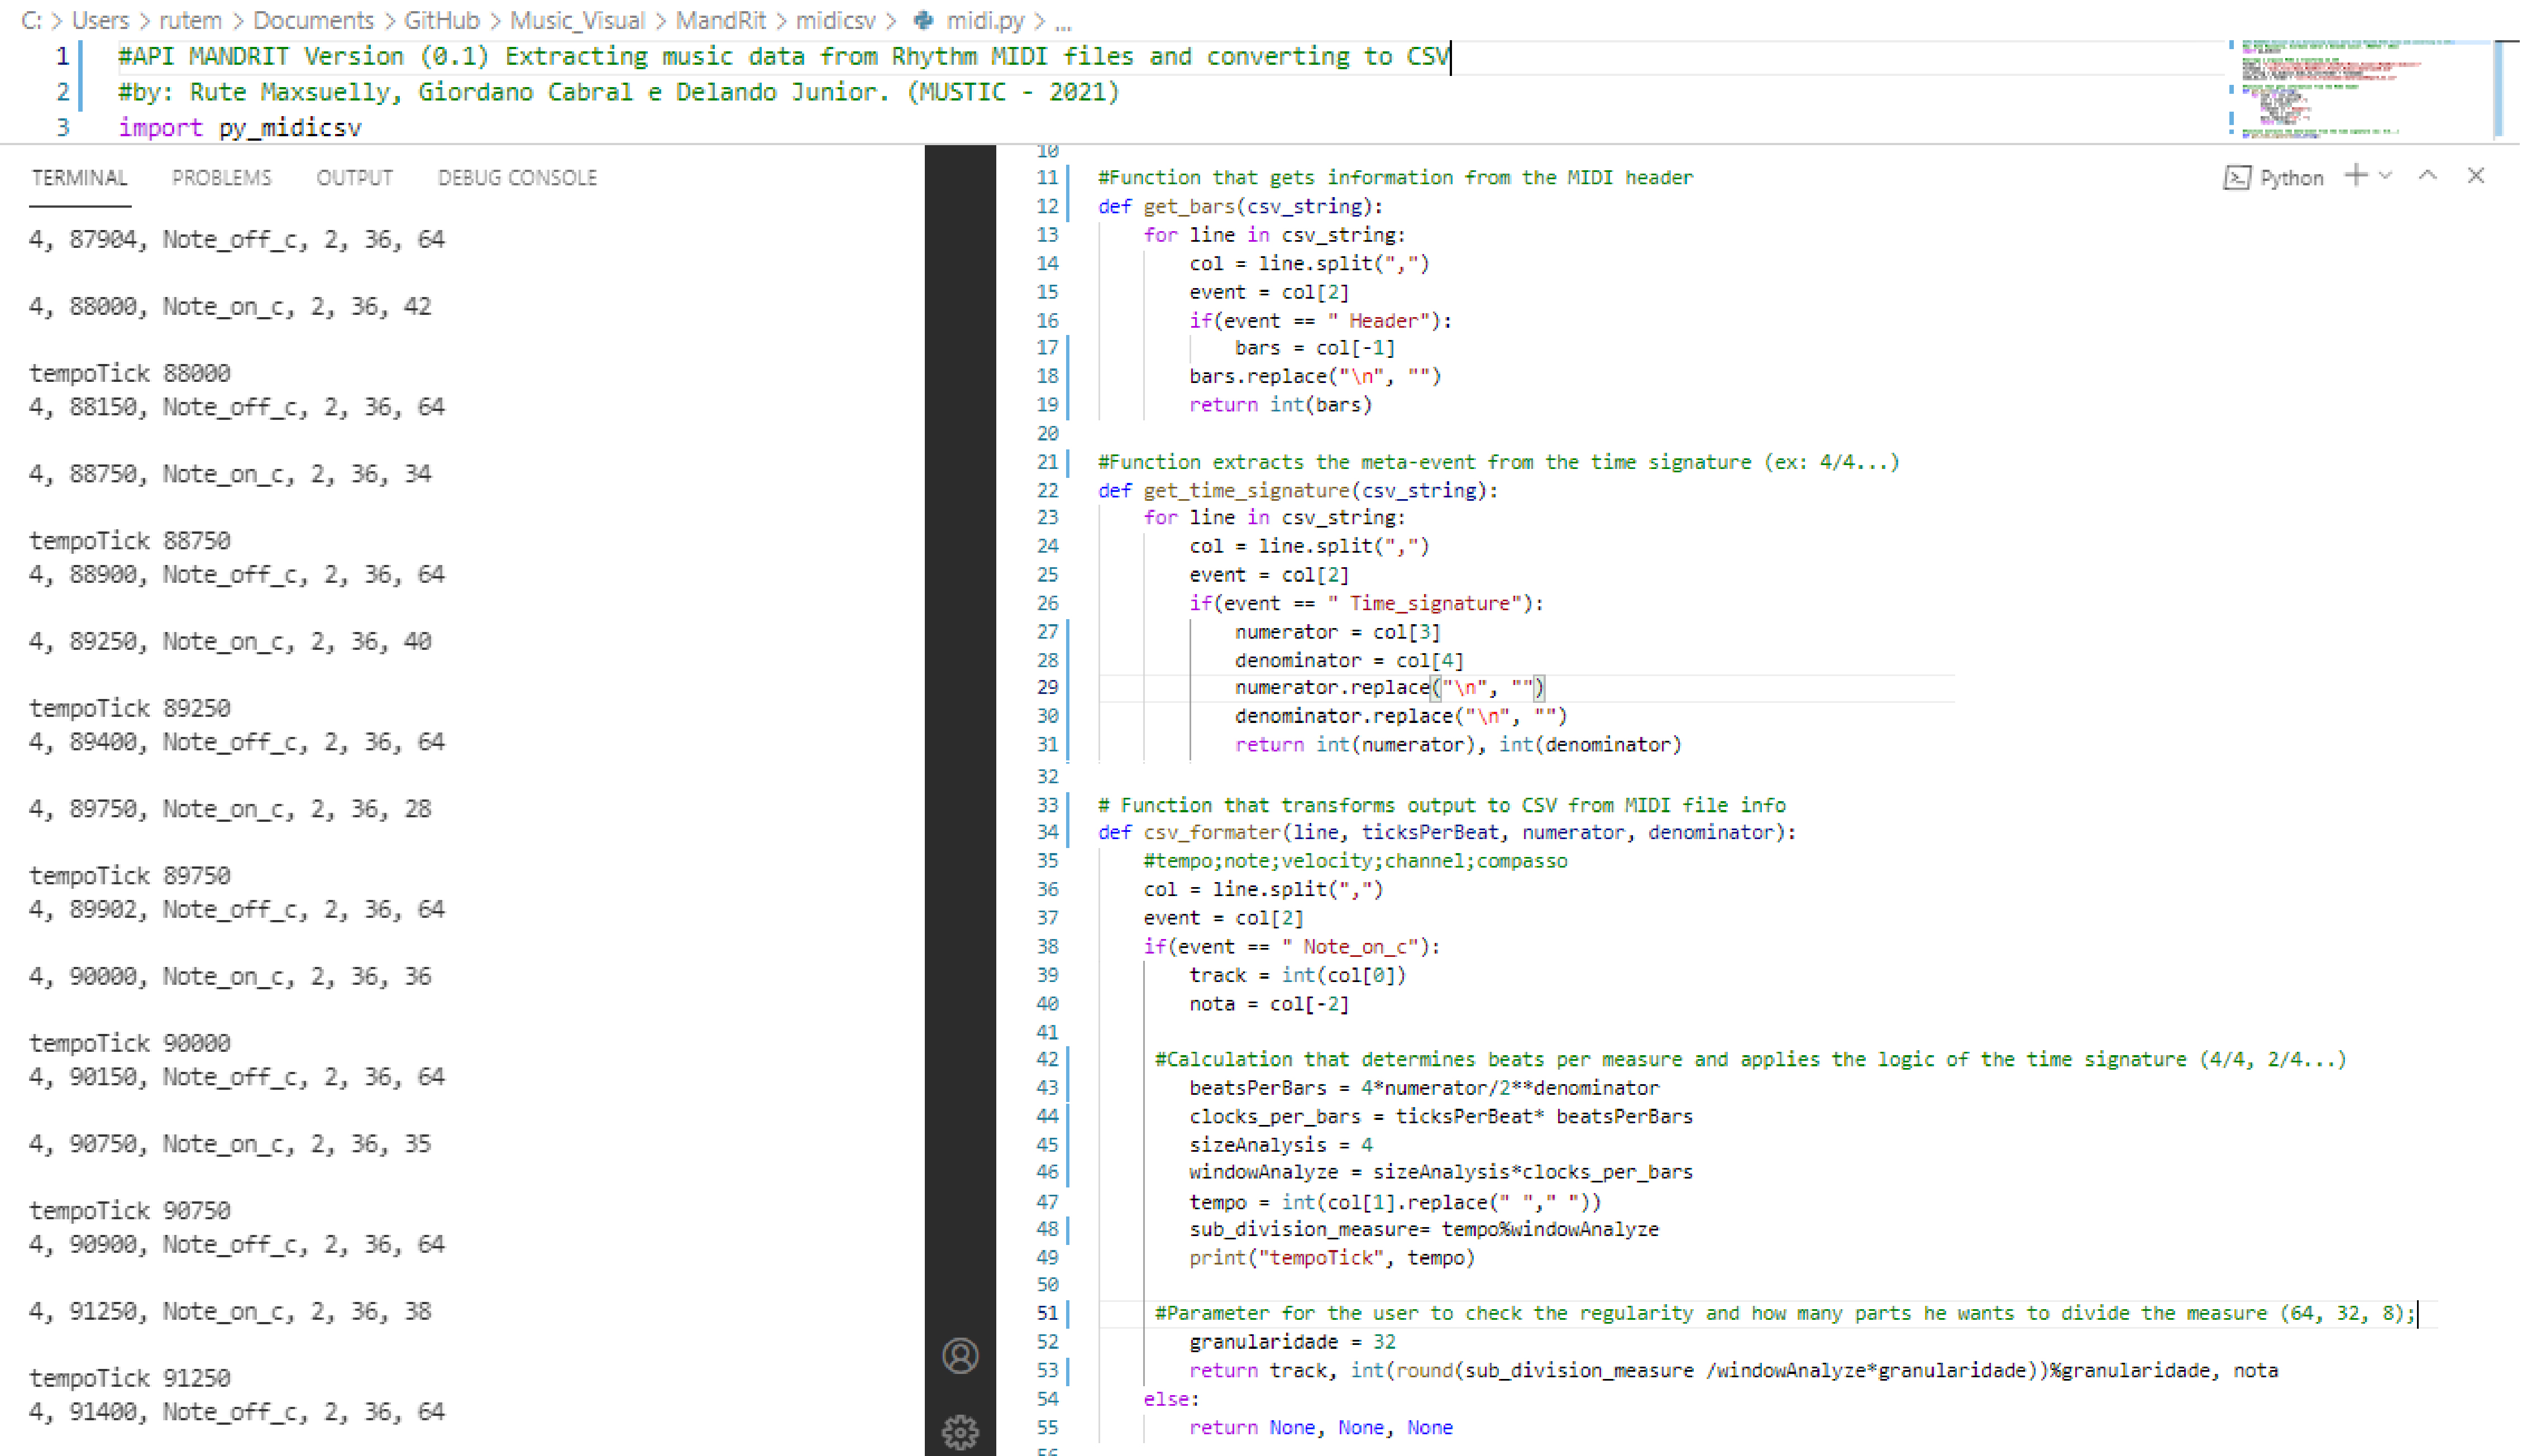 C: > Users > rutem > Documents > GitHub > Music_Visual > MandRit > midicsv > midi.py > ...
1 #API MANDRIT Version (0.1) Extracting music data from Rhythm MIDI files and converting to CSV
2 #by: Rute Maxsuelly, Giordano Cabral e Delando Junior. (MUSTIC - 2021)
3 import py_midicsv
TERMINAL PROBLEMS OUTPUT DEBUG CONSOLE
4, 87904, Note_off_c, 2, 36, 64
4, 88000, Note_on_c, 2, 36, 42
tempoTick 88000
4, 88150, Note_off_c, 2, 36, 64
4, 88750, Note_on_c, 2, 36, 34
tempoTick 88750
4, 88900, Note_off_c, 2, 36, 64
4, 89250, Note_on_c, 2, 36, 40
tempoTick 89250
4, 89400, Note_off_c, 2, 36, 64
4, 89750, Note_on_c, 2, 36, 28
tempoTick 89750
4, 89902, Note_off_c, 2, 36, 64
4, 90000, Note_on_c, 2, 36, 36
tempoTick 90000
4, 90150, Note_off_c, 2, 36, 64
4, 90750, Note_on_c, 2, 36, 35
tempoTick 90750
4, 90900, Note_off_c, 2, 36, 64
4, 91250, Note_on_c, 2, 36, 38
tempoTick 91250
4, 91400, Note_off_c, 2, 36, 64
Python
10
11 #Function that gets information from the MIDI header
12 def get_bars(csv_string):
13 for line in csv_string:
14 col = line.split(",")
15 event = col[2]
16 if(event == " Header"):
17 bars = col[-1]
18 bars.replace("\n", "")
19 return int(bars)
20
21 #Function extracts the meta-event from the time signature (ex: 4/4...)
22 def get_time_signature(csv_string):
23 for line in csv_string:
24 col = line.split(",")
25 event = col[2]
26 if(event == " Time_signature"):
27 numerator = col[3]
28 denominator = col[4]
29 numerator.replace("\n", "")
30 denominator.replace("\n", "")
31 return int(numerator), int(denominator)
32
33 # Function that transforms output to CSV from MIDI file info
34 def csv_formater(line, ticksPerBeat, numerator, denominator):
35 #tempo;note;velocity;channel;compasso
36 col = line.split(",")
37 event = col[2]
38 if(event == " Note_on_c"):
39 track = int(col[0])
40 nota = col[-2]
41
42 #Calculation that determines beats per measure and applies the logic of the time signature (4/4, 2/4...)
43 beatsPerBars = 4*numerator/2**denominator
44 clocks_per_bars = ticksPerBeat* beatsPerBars
45 sizeAnalysis = 4
46 windowAnalyze = sizeAnalysis*clocks_per_bars
47 tempo = int(col[1].replace(" "," "))
48 sub_division_measure= tempo%windowAnalyze
49 print("tempoTick", tempo)
50
51 #Parameter for the user to check the regularity and how many parts he wants to divide the measure (64, 32, 8);
52 granularidade = 32
53 return track, int(round(sub_division_measure /windowAnalyze*granularidade))%granularidade, nota
54 else:
55 return None, None, None
56